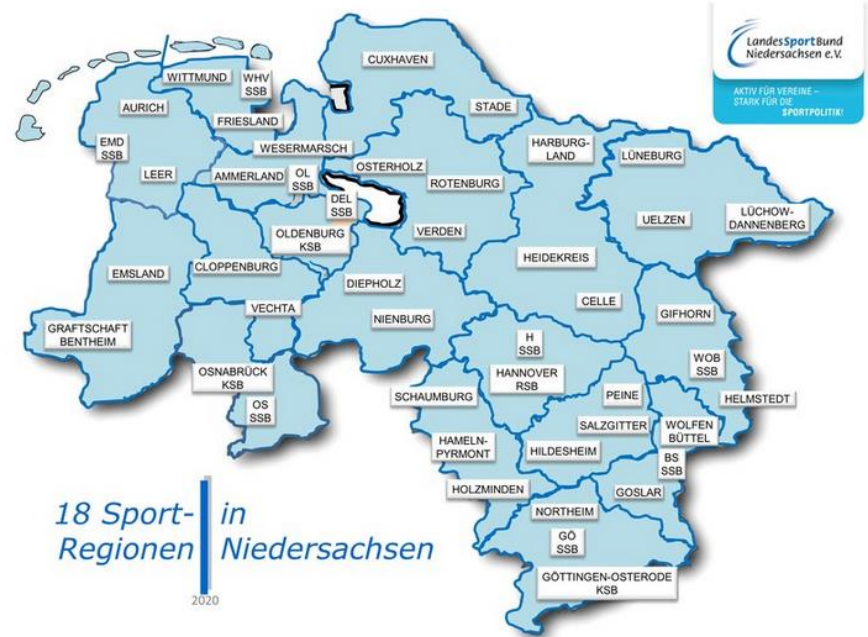 LandesSportBund
Niedersachsen e.V.
AKTIV FÜR VEREINE –
STARK FÜR DIE
SPORTPOLITIK!
CUXHAVEN
WITTMUND
WHV
SSB
AURICH
STADE
FRIESLAND
HARBURG-
LAND
EMD
SSB
WESERMARSCH
LÜNEBURG
OSTERHOLZ
LEER
AMMERLAND
OL
SSB
ROTENBURG
DEL
SSB
UELZEN
LÜCHOW-
DANNENBERG
OLDENBURG
KSB
VERDEN
HEIDEKREIS
EMSLAND
CLOPPENBURG
DIEPHOLZ
CELLE
VECHTA
GIFHORN
NIENBURG
GRAFTSCHAFT
BENTHEIM
H
SSB
WOB
SSB
OSNABRÜCK
KSB
HANNOVER
RSB
SCHAUMBURG
PEINE
HELMSTEDT
OS
SSB
SALZGITTER
WOLFEN
BÜTTEL
HAMELN-
PYRMONT
HILDESHEIM
BS
SSB
HOLZMINDEN
GOSLAR
NORTHEIM
18 Sport- in
Regionen Niedersachsen
GÖ
SSB
GÖTTINGEN-OSTERODE
KSB
2020